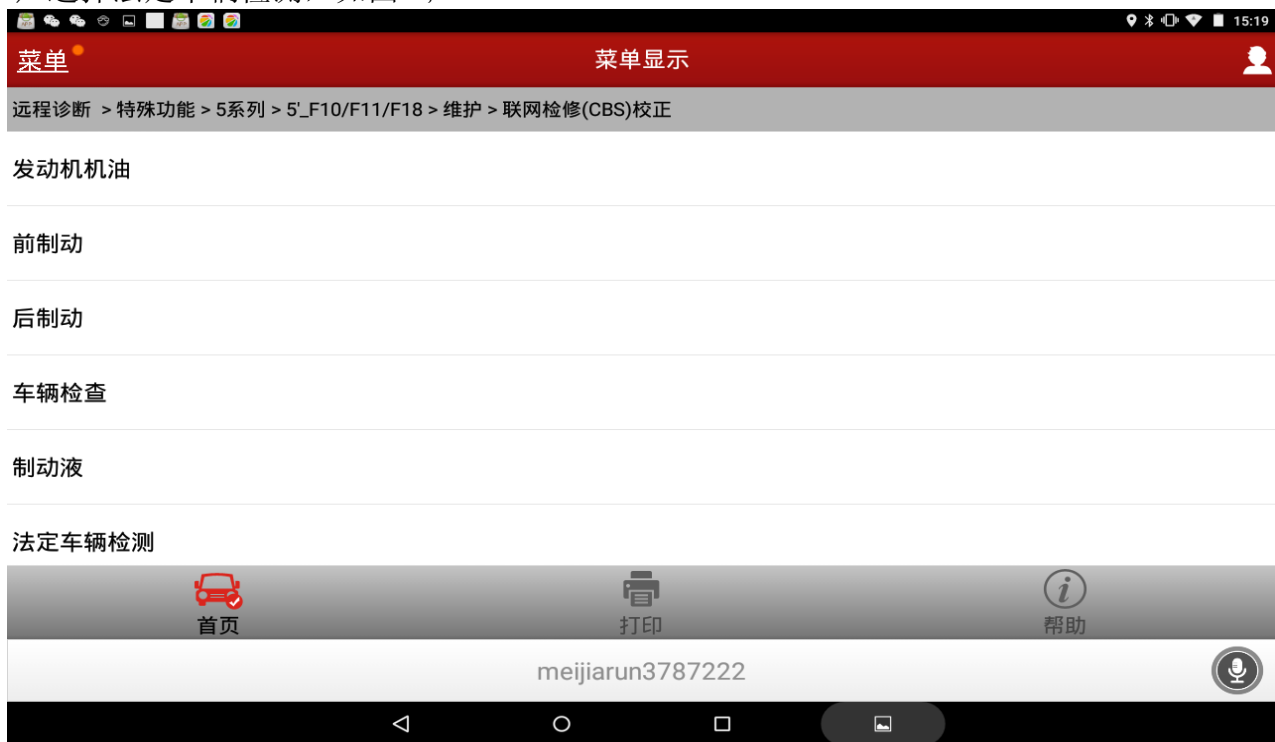 15:19
菜单
菜单显示
远程诊断 > 特殊功能 > 5系列 > 5'_F10/F11/F18 > 维护 > 联网检修(CBS)校正
发动机机油
前制动
后制动
车辆检查
制动液
法定车辆检测
首页
打印
帮助
meijiarun3787222